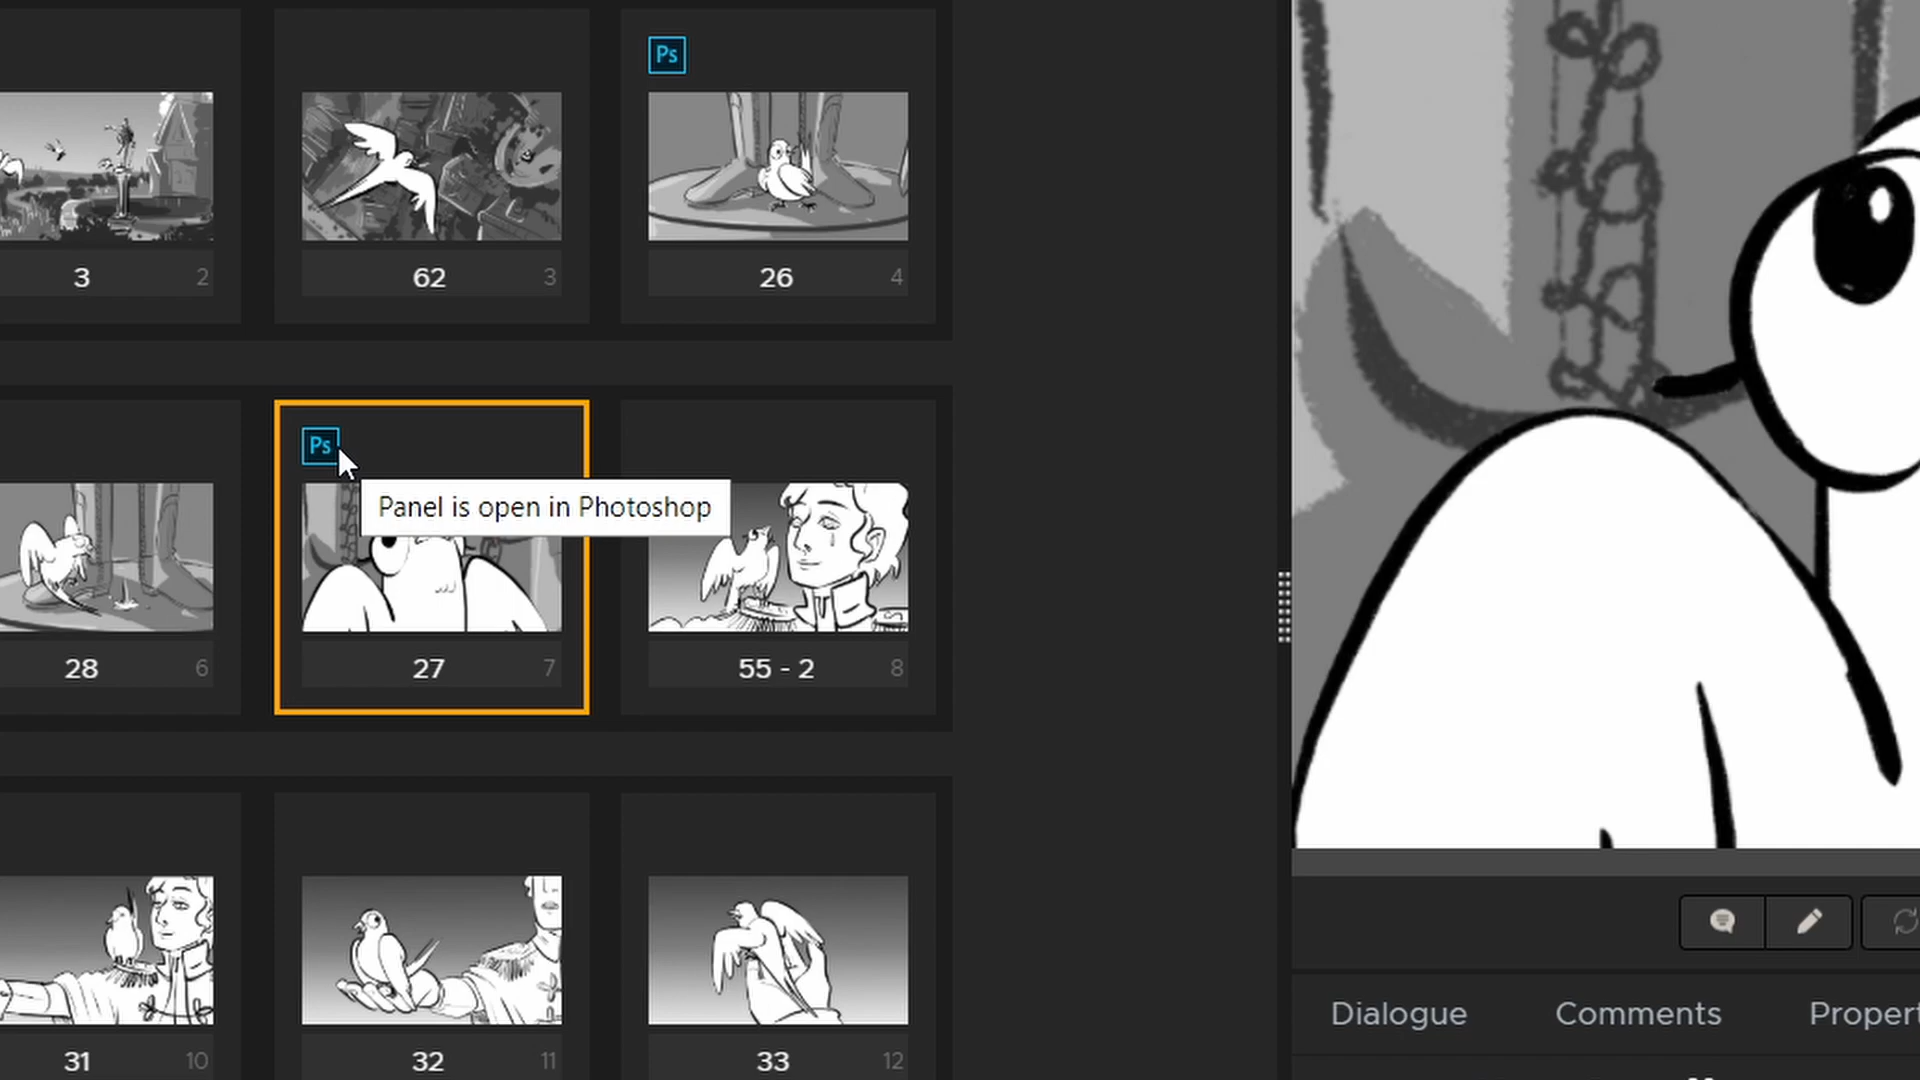 Ps
3 2
62 3
26 4
Ps
Panel is open in Photoshop
28 6
27 7
55 - 2 8
31 10
32 11
33 12
Dialogue Comments Propert